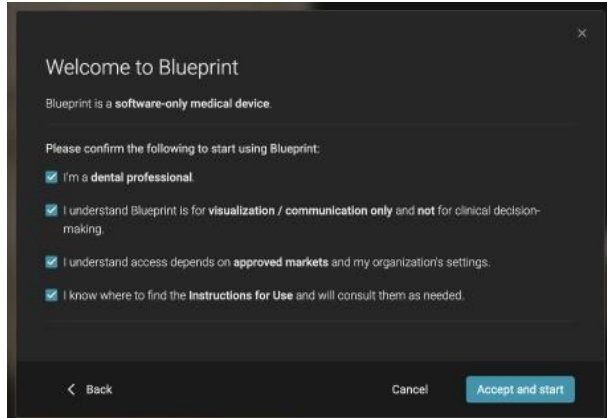 Welcome to Blueprint
Blueprint is a software-only medical device.
Please confirm the following to start using Blueprint:
I'm a dental professional.
I understand Blueprint is for visualization / communication only and not for clinical decision-
making.
I understand access depends on approved markets and my organization's settings.
I know where to find the Instructions for Use and will consult them as needed.
Back
Cancel
Accept and start